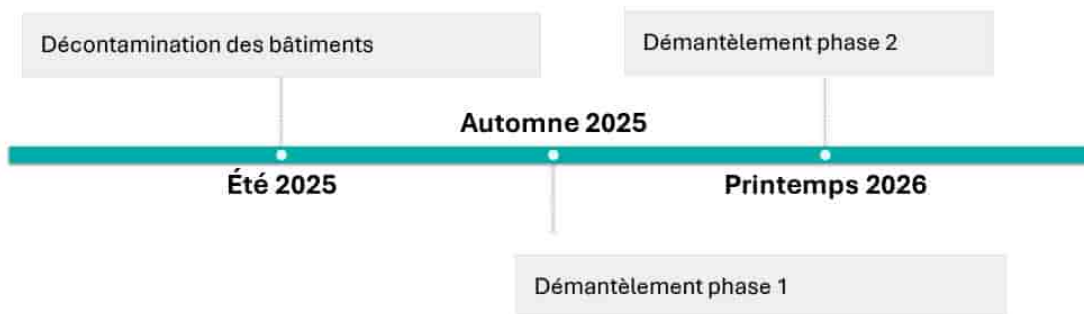 Décontamination des bâtiments
Démantèlement phase 2
Automne 2025
Été 2025
Printemps 2026
Démantèlement phase 1